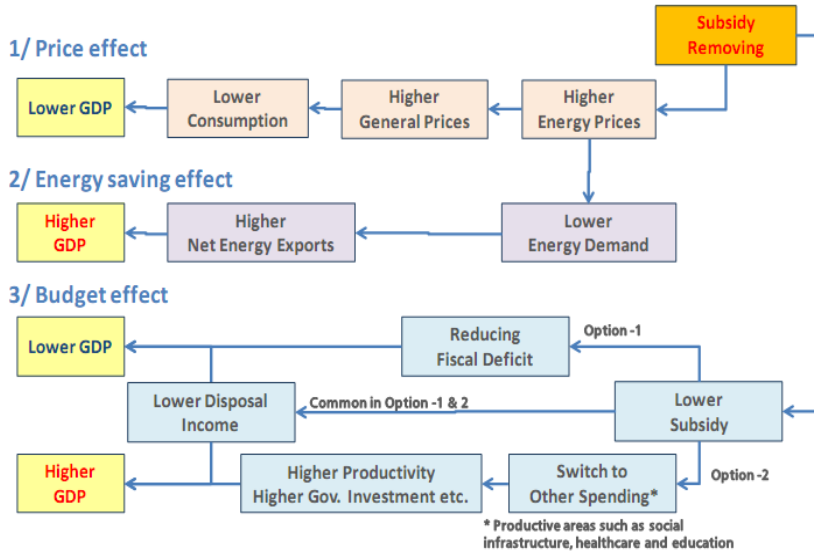 Subsidy
Removing
1/ Price effect
Lower GDP
Lower
Consumption
Higher
General Prices
Higher
Energy Prices
2/ Energy saving effect
Higher
GDP
Higher
Net Energy Exports
Lower
Energy Demand
3/ Budget effect
Lower GDP
Reducing
Fiscal Deficit
Option -1
Lower Disposal
Income
Common in Option -1 & 2
Lower
Subsidy
Higher
GDP
Higher Productivity
Higher Gov. Investment etc.
Switch to
Other Spending*
Option -2
* Productive areas such as social
infrastructure, healthcare and education